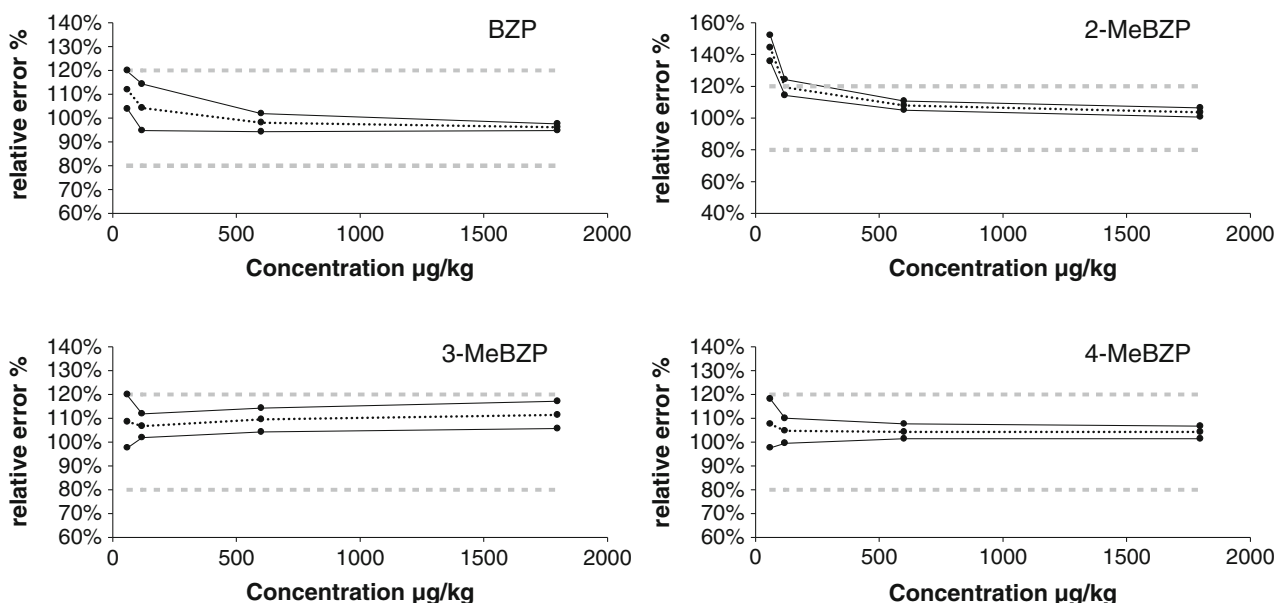 BZP
relative error %
140%
130%
120%
110%
100%
90%
80%
70%
60%
0 500 1000 1500 2000
Concentration µg/kg
2-MeBZP
relative error %
160%
140%
120%
100%
80%
60%
40%
0 500 1000 1500 2000
Concentration µg/kg
3-MeBZP
relative error %
140%
130%
120%
110%
100%
90%
80%
70%
60%
0 500 1000 1500 2000
Concentration µg/kg
4-MeBZP
relative error %
140%
130%
120%
110%
100%
90%
80%
70%
60%
0 500 1000 1500 2000
Concentration µg/kg